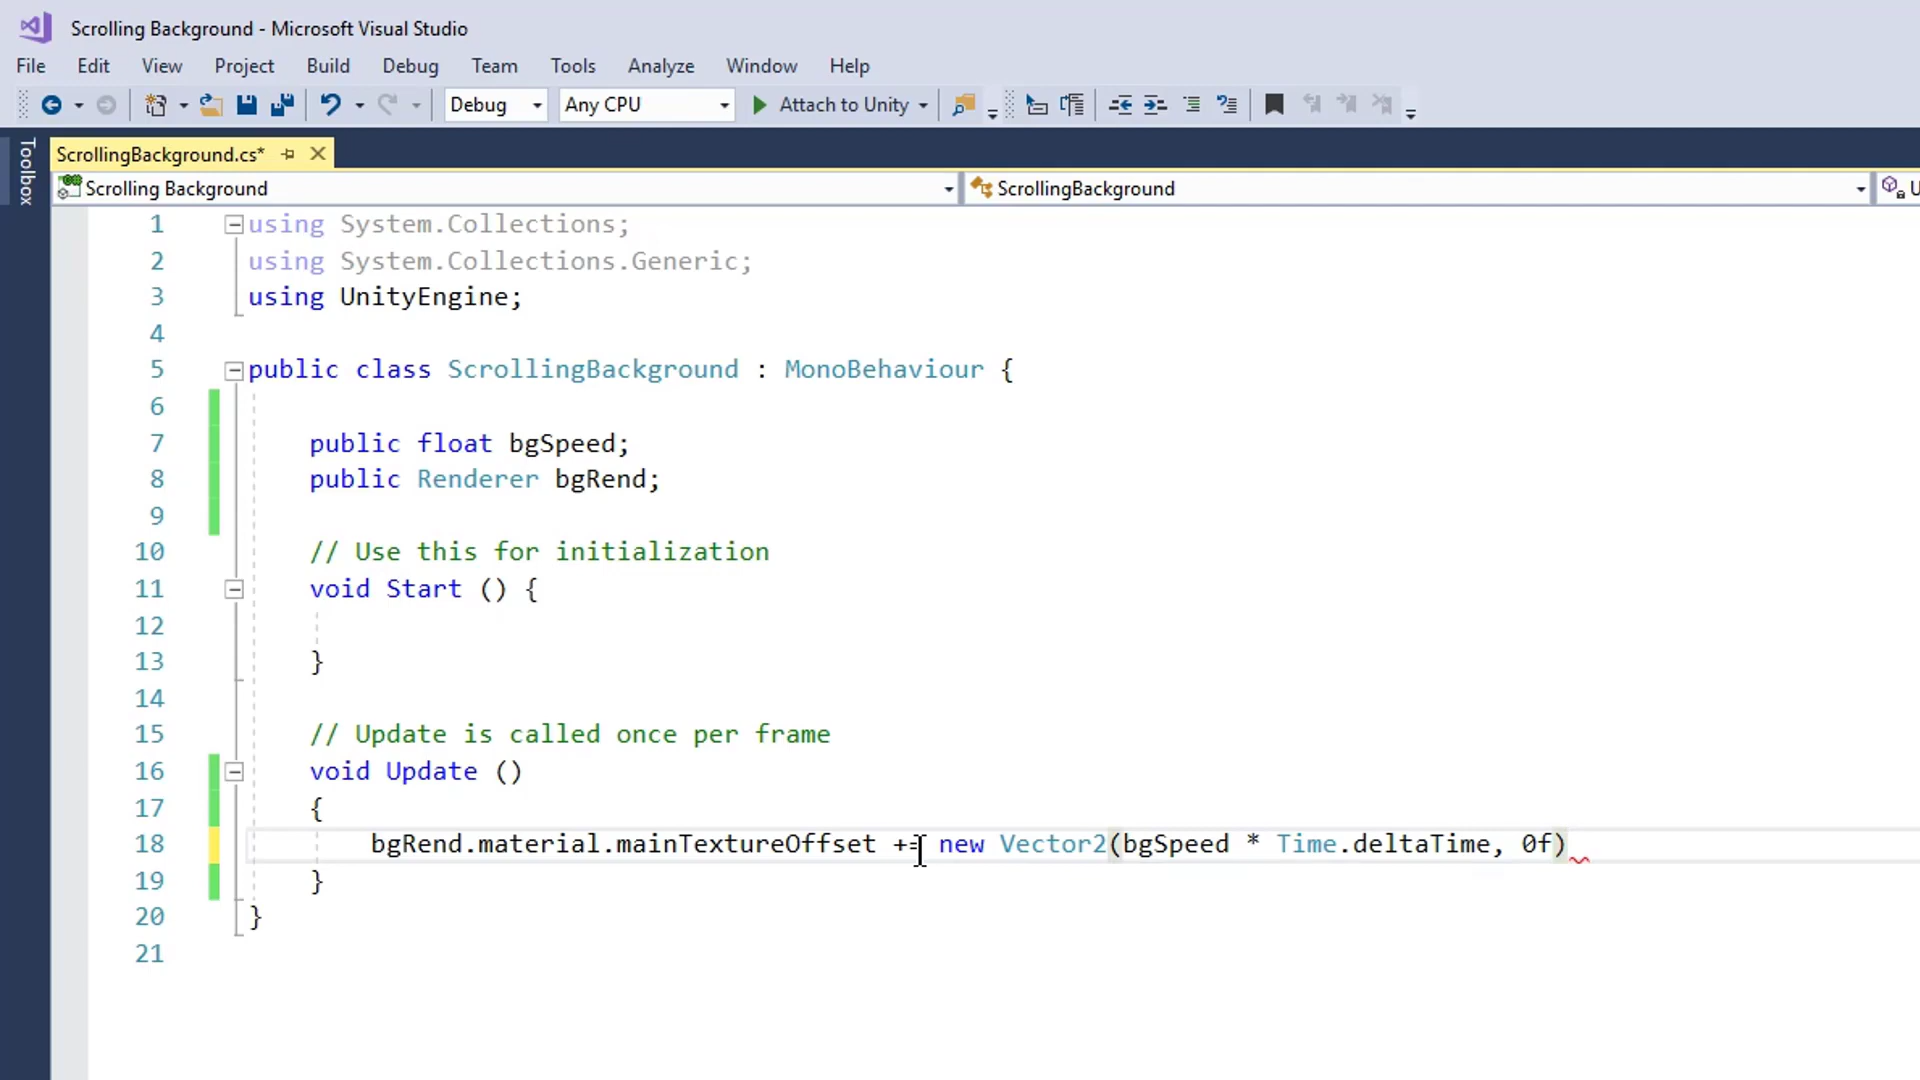 Scrolling Background - Microsoft Visual Studio
File Edit View Project Build Debug Team Tools Analyze Window Help
Debug Any CPU Attach to Unity
Toolbox
ScrollingBackground.cs*
Scrolling Background ScrollingBackground U
1 using System.Collections;
2 using System.Collections.Generic;
3 using UnityEngine;
4
5 public class ScrollingBackground : MonoBehaviour {
6
7 public float bgSpeed;
8 public Renderer bgRend;
9
10 // Use this for initialization
11 void Start () {
12
13 }
14
15 // Update is called once per frame
16 void Update ()
17 {
18 bgRend.material.mainTextureOffset += new Vector2(bgSpeed * Time.deltaTime, 0f)
19 }
20 }
21